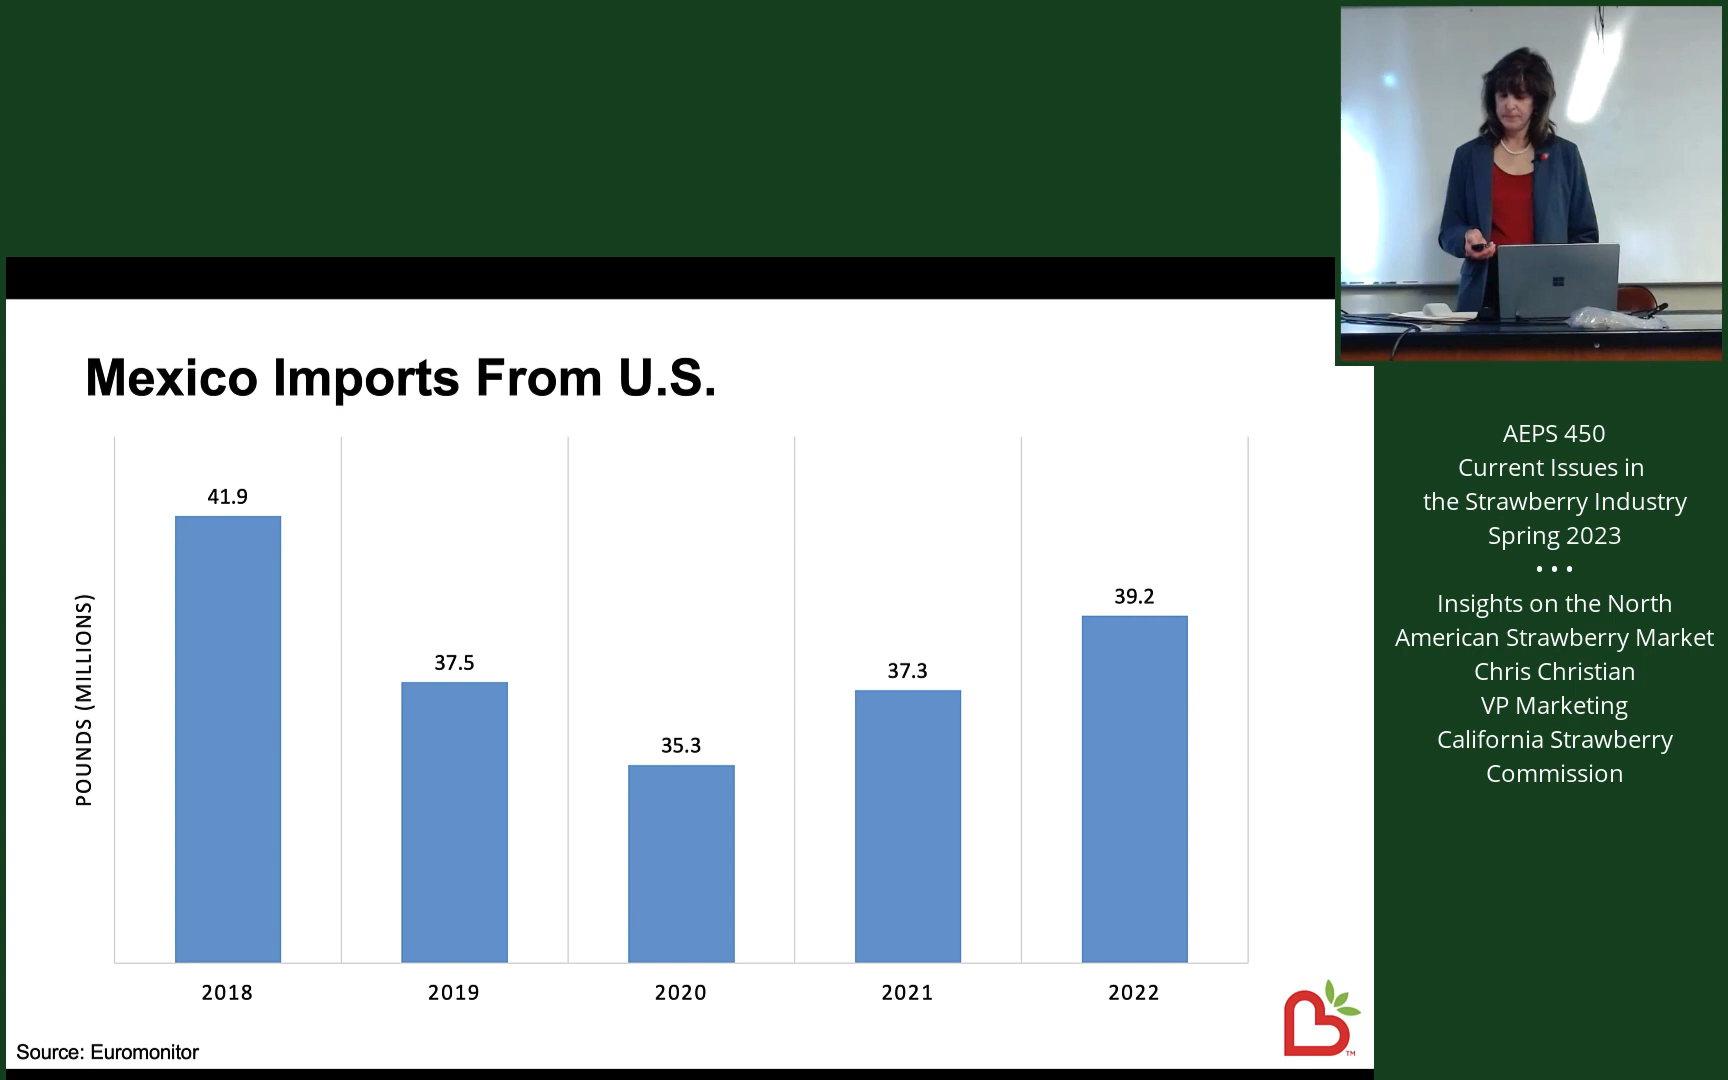 Mexico Imports From U.S.
POUNDS (MILLIONS)
41.9
37.5
35.3
37.3
39.2
2018
2019
2020
2021
2022
Source: Euromonitor
TM
AEPS 450
Current Issues in
the Strawberry Industry
Spring 2023
• • •
Insights on the North
American Strawberry Market
Chris Christian
VP Marketing
California Strawberry
Commission